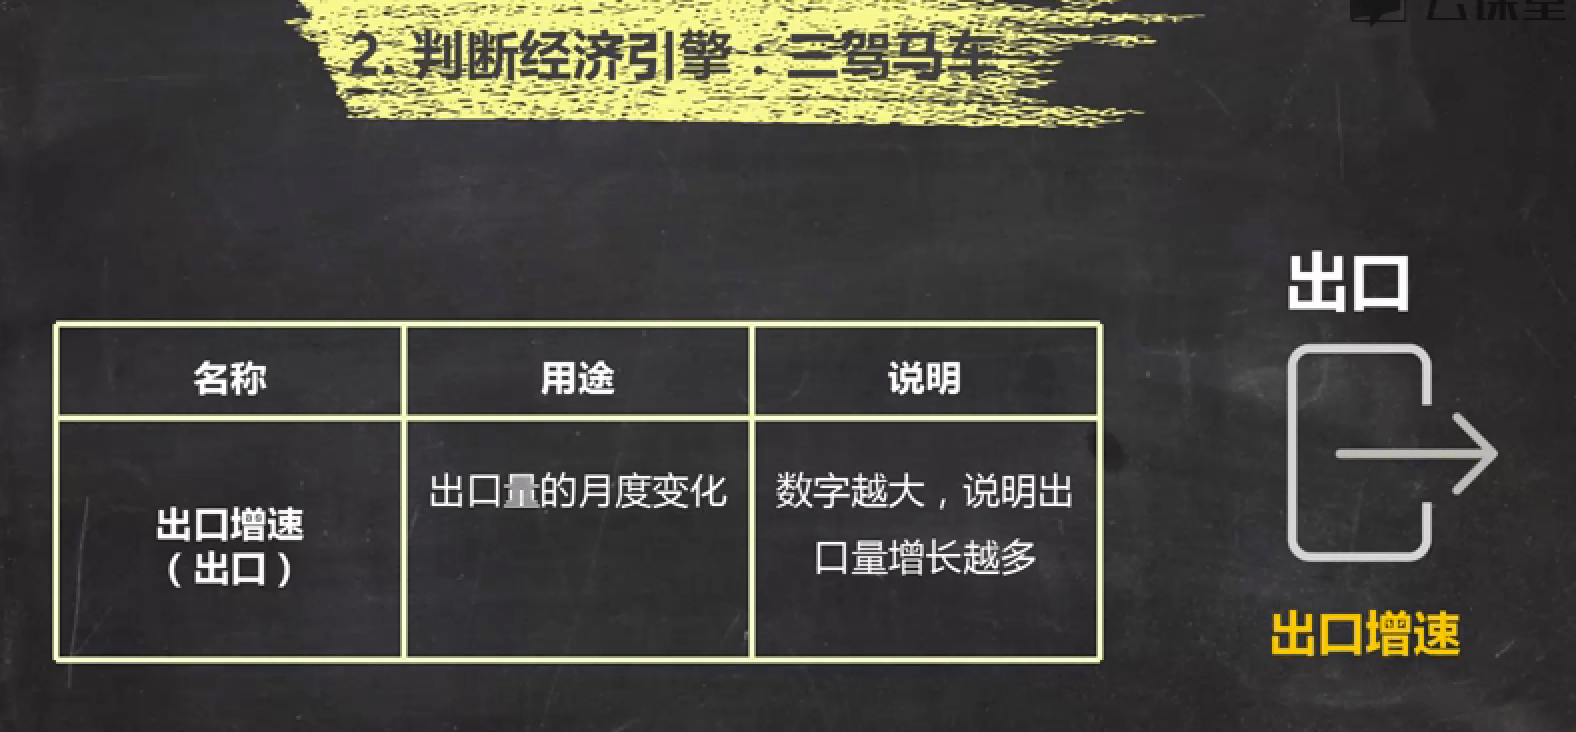 云课堂
2. 判断经济引擎：三驾马车
出口
名称
用途
说明
出口增速
（出口）
出口量的月度变化
数字越大，说明出
口量增长越多
出口增速